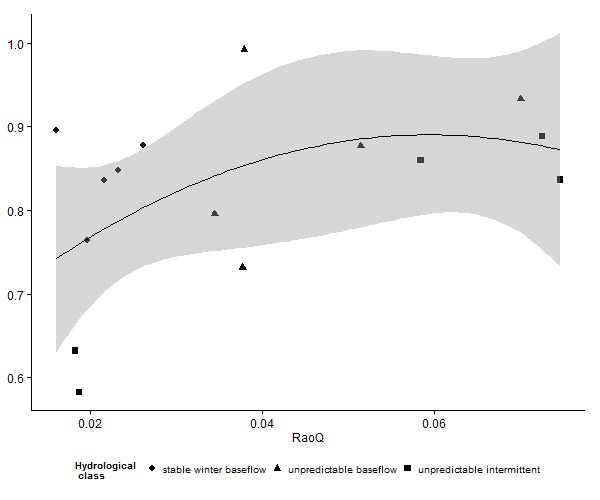 1.0
0.9
0.8
0.7
0.6
0.02 0.04 0.06
RaoQ
Hydrological
class
stable winter baseflow unpredictable baseflow unpredictable intermittent